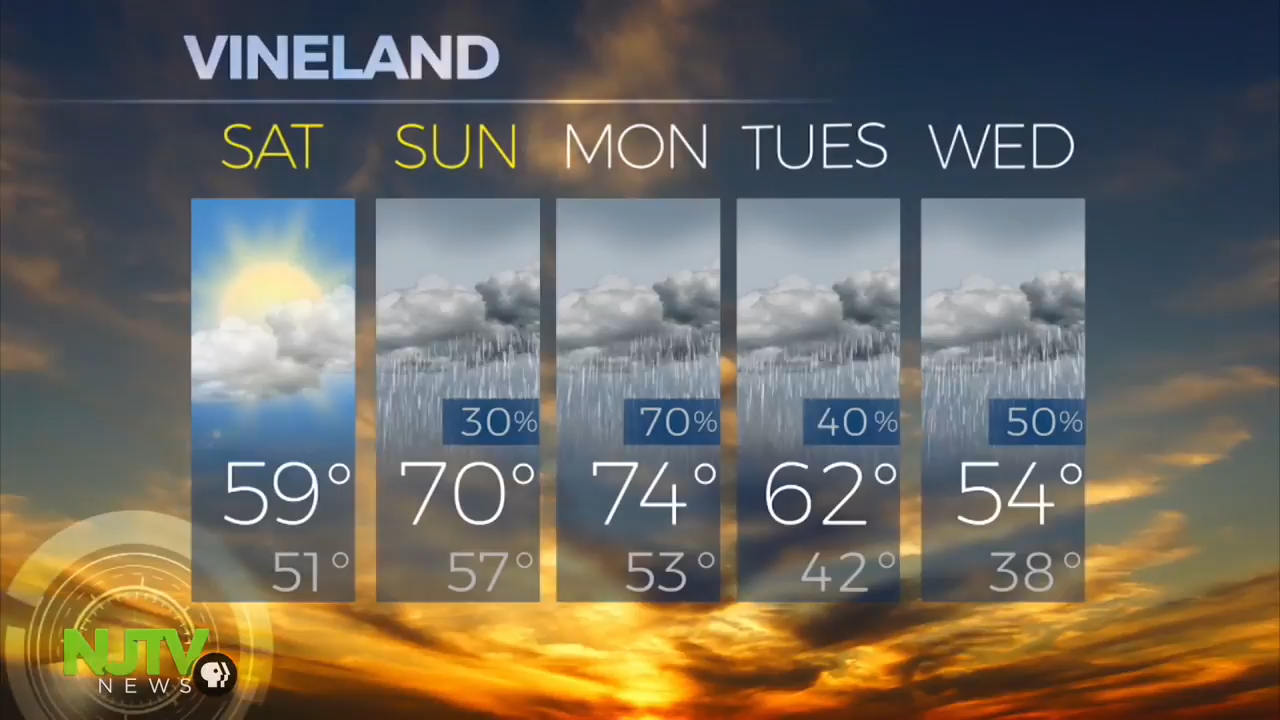 VINELAND
SAT SUN MON TUES WED
30% 70% 40% 50%
59° 70° 74° 62° 54°
51° 57° 53° 42° 38°
NJTV
NEWS